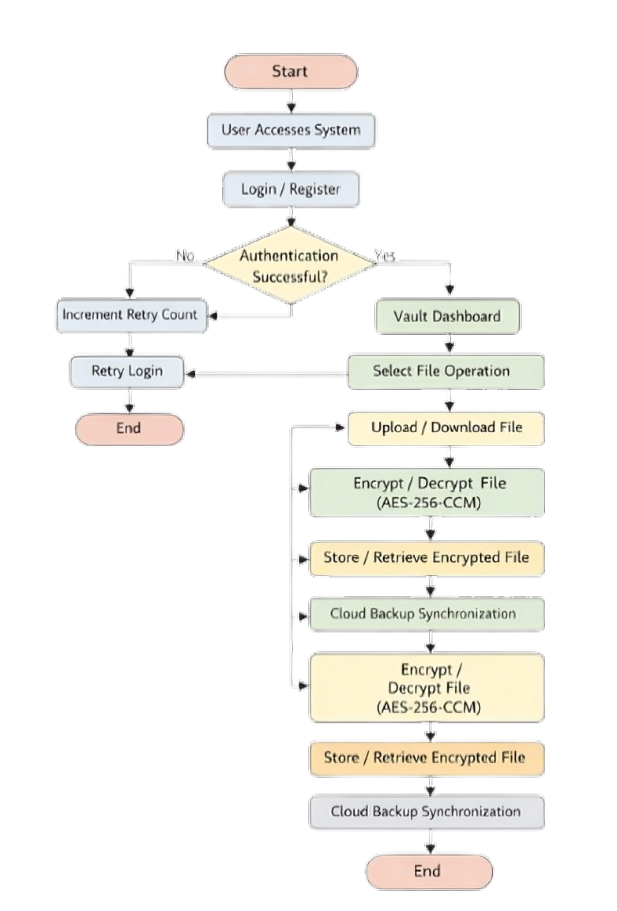 Start
User Accesses System
Login / Register
Authentication
Successful?
No
Yes
Increment Retry Count
Vault Dashboard
Retry Login
Select File Operation
End
Upload / Download File
Encrypt / Decrypt File
(AES-256-CCM)
Store / Retrieve Encrypted File
Cloud Backup Synchronization
Encrypt /
Decrypt File
(AES-256-CCM)
Store / Retrieve Encrypted File
Cloud Backup Synchronization
End